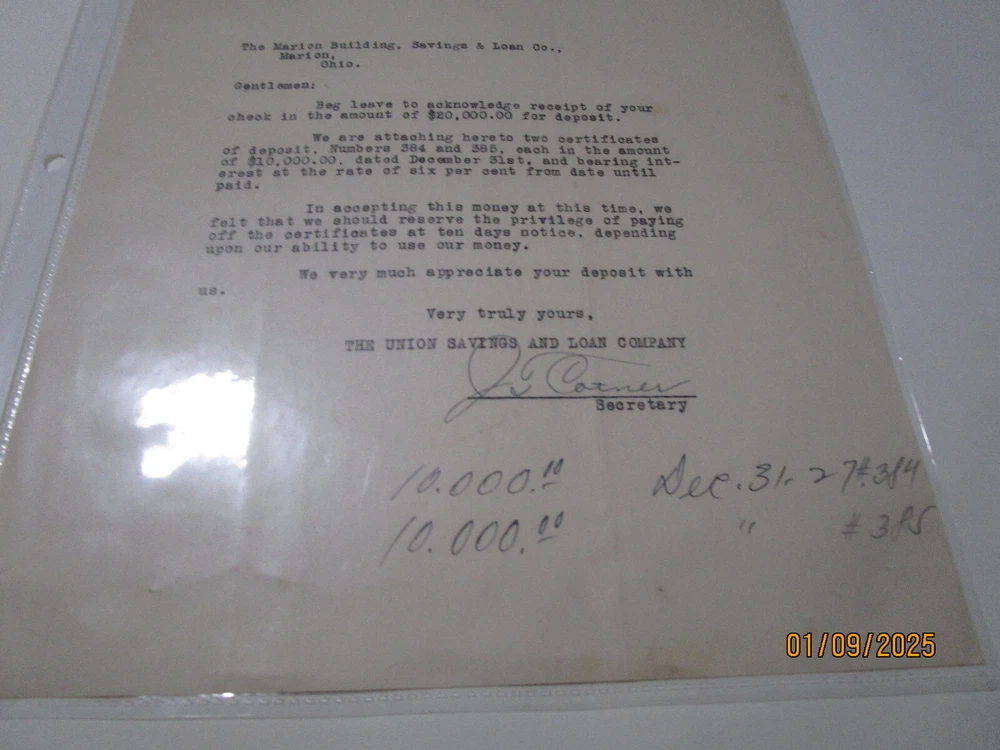 The Marion Building, Savings & Loan Co.,
Marion,
Ohio.
Gentlemen:
Beg leave to acknowledge receipt of your
check in the amount of $20,000.00 for deposit.
We are attaching hereto two certificates
of deposit, Numbers 384 and 385, each in the amount
of $10,000.00, dated December 31st, and bearing int-
erest at the rate of six per cent from date until
paid.
In accepting this money at this time, we
felt that we should reserve the privilege of paying
off the certificates at ten days notice, depending
upon our ability to use our money.
We very much appreciate your deposit with
us.
Very truly yours,
THE UNION SAVINGS AND LOAN COMPANY
Cotner
Secretary
10.000.00 Dec. 31- 27 #384
10.000.00 " #385
01/09/2025